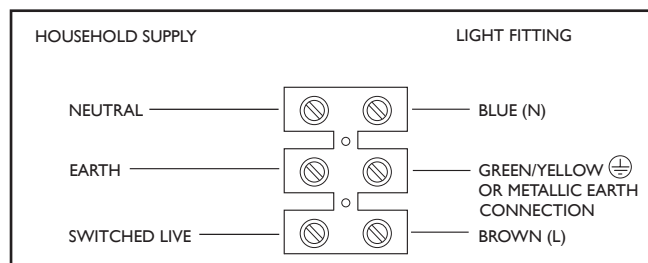 HOUSEHOLD SUPPLY
LIGHT FITTING
NEUTRAL
BLUE (N)
EARTH
GREEN/YELLOW
OR METALLIC EARTH
CONNECTION
SWITCHED LIVE
BROWN (L)